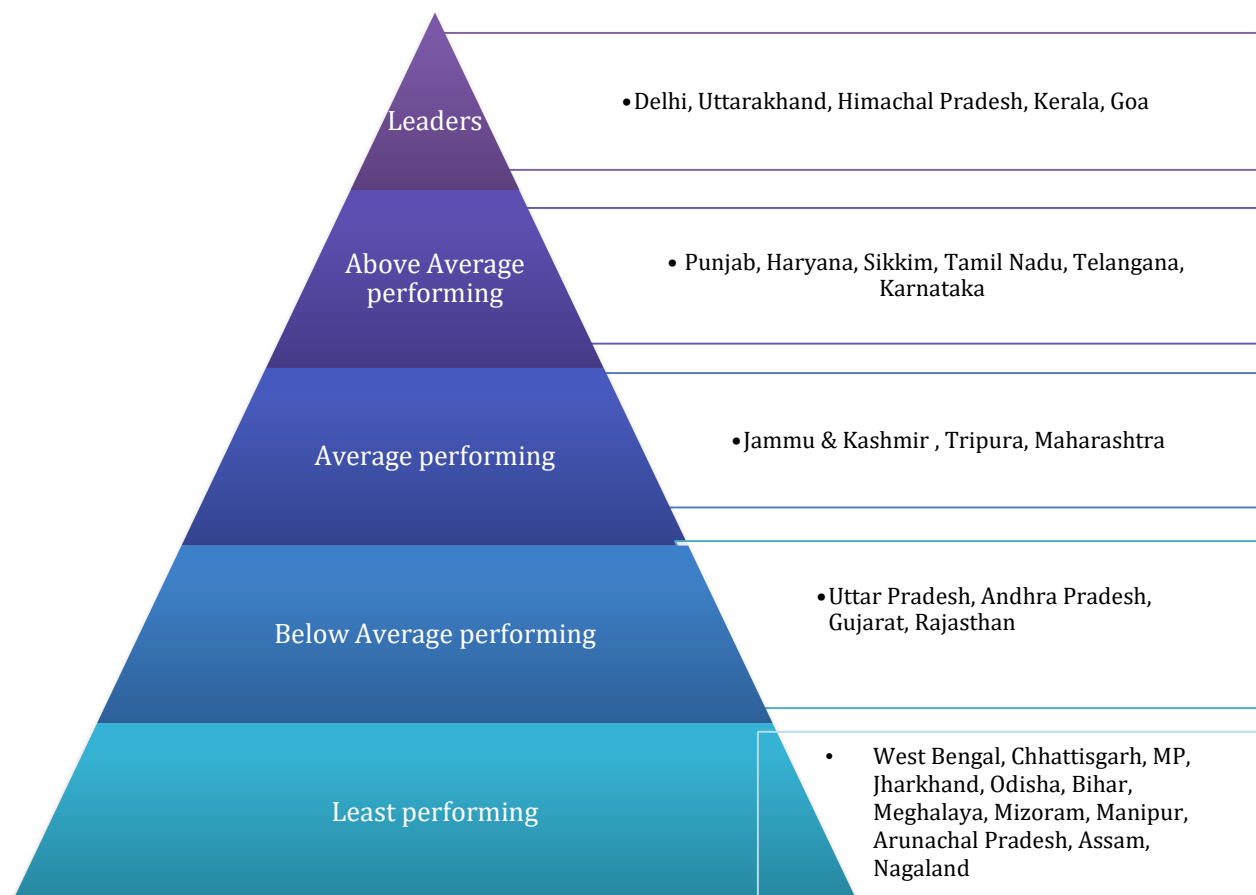 Leaders
•Delhi, Uttarakhand, Himachal Pradesh, Kerala, Goa
Above Average
performing
• Punjab, Haryana, Sikkim, Tamil Nadu, Telangana,
Karnataka
Average performing
•Jammu & Kashmir , Tripura, Maharashtra
Below Average performing
•Uttar Pradesh, Andhra Pradesh,
Gujarat, Rajasthan
Least performing
• West Bengal, Chhattisgarh, MP,
Jharkhand, Odisha, Bihar,
Meghalaya, Mizoram, Manipur,
Arunachal Pradesh, Assam,
Nagaland